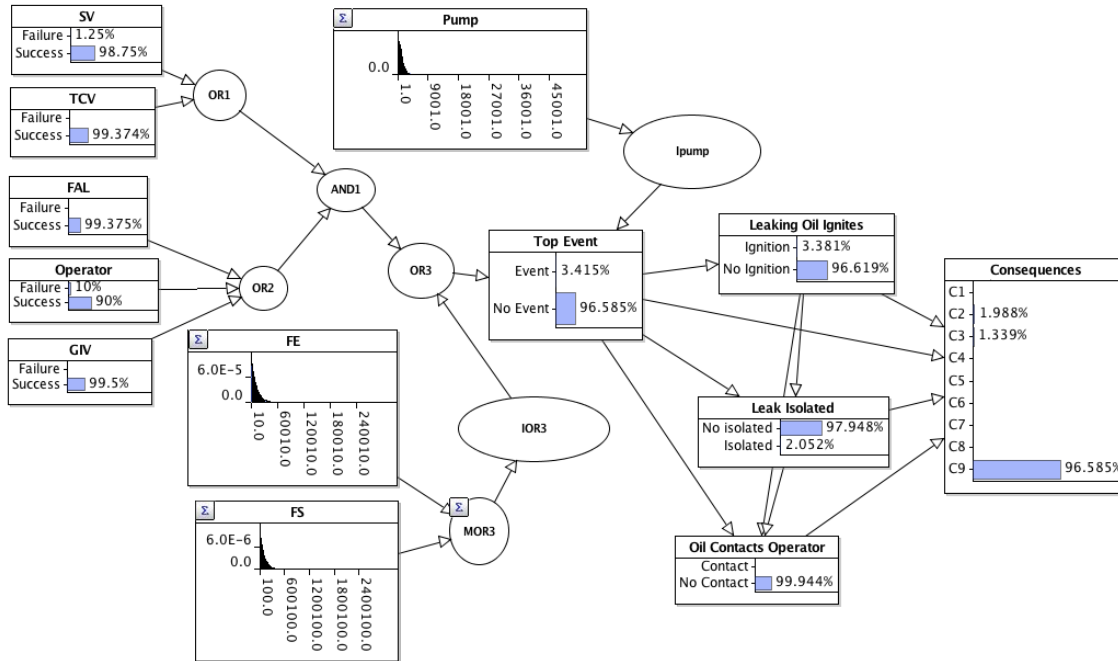 SV
Failure 1.25%
Success 98.75%
OR1
TCV
Failure
Success 99.374%
FAL
Failure
Success 99.375%
AND1
Operator
Failure 10%
Success 90%
OR2
GIV
Failure
Success 99.5%
Σ
Pump
0.0
1.0
9001.0
18001.0
27001.0
36001.0
45001.0
Ipump
OR3
Top Event
Event 3.415%
No Event 96.585%
Σ
FE
6.0E-5
0.0
10.0
60010.0
120010.0
180010.0
240010.0
IOR3
Σ
FS
6.0E-6
0.0
100.0
600100.0
1200100.0
1800100.0
2400100.0
Σ
MOR3
Leaking Oil Ignites
Ignition 3.381%
No Ignition 96.619%
Leak Isolated
No isolated 97.948%
Isolated 2.052%
Oil Contacts Operator
Contact
No Contact 99.944%
Consequences
C1
C2 1.988%
C3 1.339%
C4
C5
C6
C7
C8
C9 96.585%